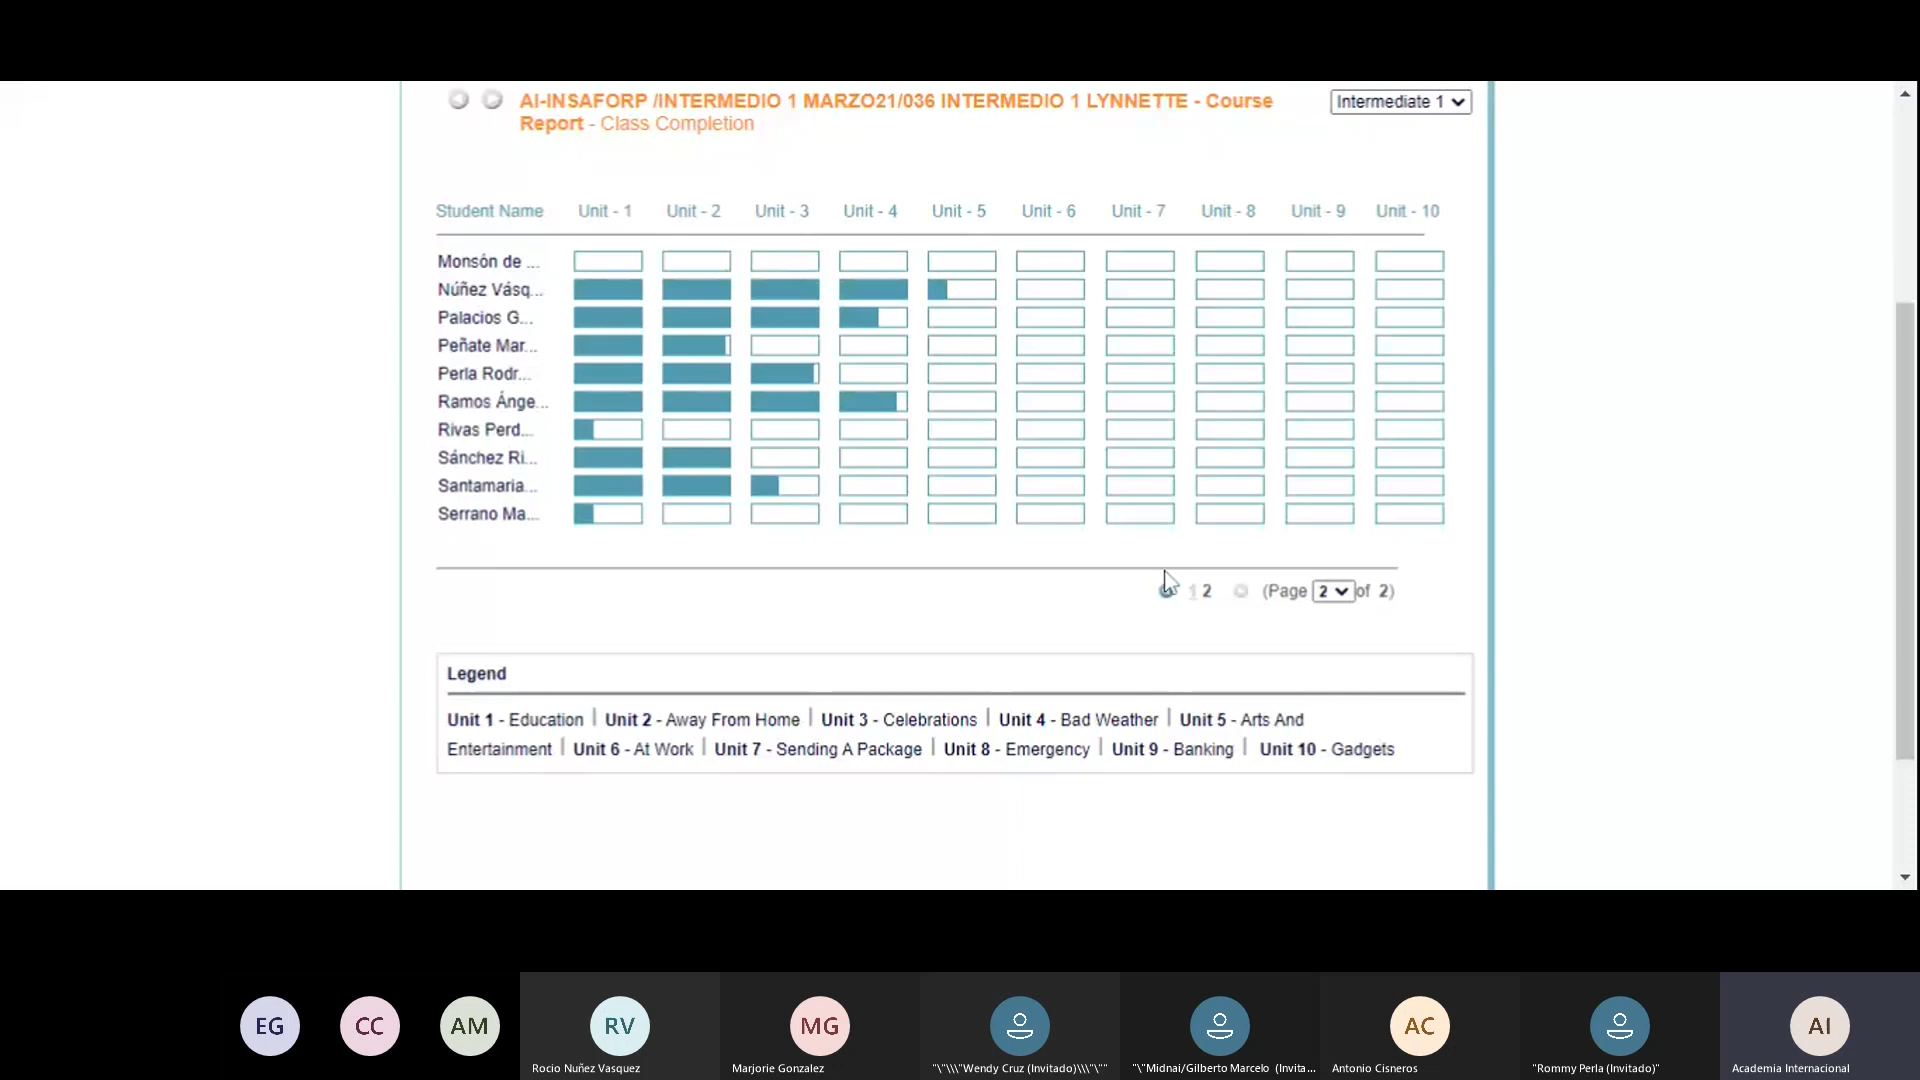 AI-INSAFORP /INTERMEDIO 1 MARZO21/036 INTERMEDIO 1 LYNNETTE - Course
Report - Class Completion
Intermediate 1
Student Name Unit - 1 Unit - 2 Unit - 3 Unit - 4 Unit - 5 Unit - 6 Unit - 7 Unit - 8 Unit - 9 Unit - 10
Monsón de ...
Núñez Vásq...
Palacios G...
Peñate Mar...
Perla Rodr...
Ramos Ánge...
Rivas Perd...
Sánchez Ri...
Santamaria...
Serrano Ma...
1 2 (Page 2 of 2)
Legend
Unit 1 - Education | Unit 2 - Away From Home | Unit 3 - Celebrations | Unit 4 - Bad Weather | Unit 5 - Arts And
Entertainment | Unit 6 - At Work | Unit 7 - Sending A Package | Unit 8 - Emergency | Unit 9 - Banking | Unit 10 - Gadgets
EG CC AM RV MG AC AI
Rocio Nuñez Vasquez Marjorie Gonzalez "\"\\\"Wendy Cruz (Invitado)\\\"\"" "\"Midnai/Gilberto Marcelo (Invita... Antonio Cisneros "Rommy Perla (Invitado)" Academia Internacional